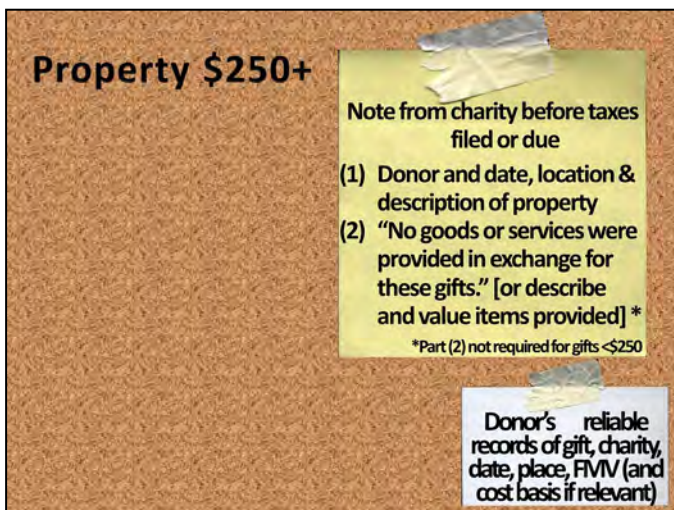 Property $250+
Note from charity before taxes
filed or due
(1) Donor and date, location &
description of property
(2) “No goods or services were
provided in exchange for
these gifts.” [or describe
and value items provided] *
*Part (2) not required for gifts <$250
Donor’s reliable
records of gift, charity,
date, place, FMV (and
cost basis if relevant)